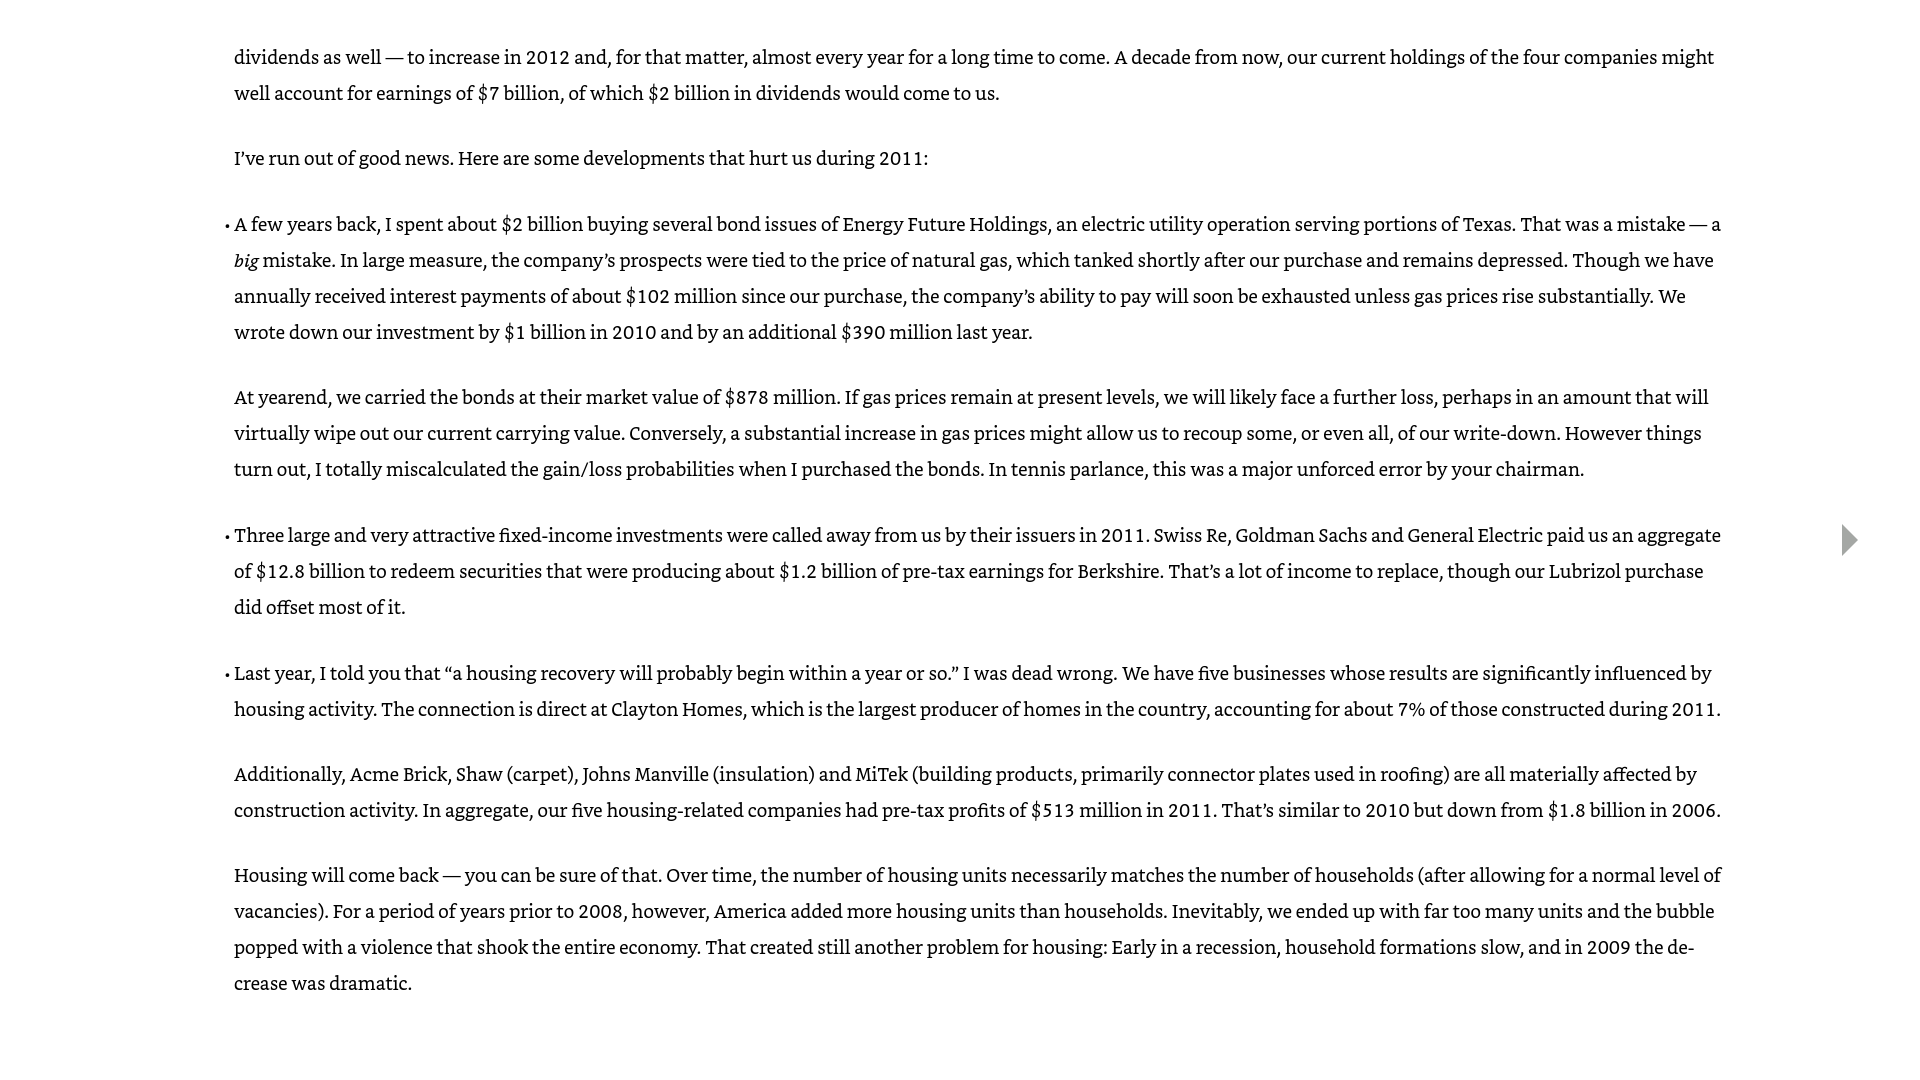 dividends as well — to increase in 2012 and, for that matter, almost every year for a long time to come. A decade from now, our current holdings of the four companies might
well account for earnings of $7 billion, of which $2 billion in dividends would come to us.
I’ve run out of good news. Here are some developments that hurt us during 2011:
• A few years back, I spent about $2 billion buying several bond issues of Energy Future Holdings, an electric utility operation serving portions of Texas. That was a mistake — a
big mistake. In large measure, the company’s prospects were tied to the price of natural gas, which tanked shortly after our purchase and remains depressed. Though we have
annually received interest payments of about $102 million since our purchase, the company’s ability to pay will soon be exhausted unless gas prices rise substantially. We
wrote down our investment by $1 billion in 2010 and by an additional $390 million last year.
At yearend, we carried the bonds at their market value of $878 million. If gas prices remain at present levels, we will likely face a further loss, perhaps in an amount that will
virtually wipe out our current carrying value. Conversely, a substantial increase in gas prices might allow us to recoup some, or even all, of our write-down. However things
turn out, I totally miscalculated the gain/loss probabilities when I purchased the bonds. In tennis parlance, this was a major unforced error by your chairman.
• Three large and very attractive fixed-income investments were called away from us by their issuers in 2011. Swiss Re, Goldman Sachs and General Electric paid us an aggregate
of $12.8 billion to redeem securities that were producing about $1.2 billion of pre-tax earnings for Berkshire. That’s a lot of income to replace, though our Lubrizol purchase
did offset most of it.
• Last year, I told you that “a housing recovery will probably begin within a year or so.” I was dead wrong. We have five businesses whose results are significantly influenced by
housing activity. The connection is direct at Clayton Homes, which is the largest producer of homes in the country, accounting for about 7% of those constructed during 2011.
Additionally, Acme Brick, Shaw (carpet), Johns Manville (insulation) and MiTek (building products, primarily connector plates used in roofing) are all materially affected by
construction activity. In aggregate, our five housing-related companies had pre-tax profits of $513 million in 2011. That’s similar to 2010 but down from $1.8 billion in 2006.
Housing will come back — you can be sure of that. Over time, the number of housing units necessarily matches the number of households (after allowing for a normal level of
vacancies). For a period of years prior to 2008, however, America added more housing units than households. Inevitably, we ended up with far too many units and the bubble
popped with a violence that shook the entire economy. That created still another problem for housing: Early in a recession, household formations slow, and in 2009 the de-
crease was dramatic.